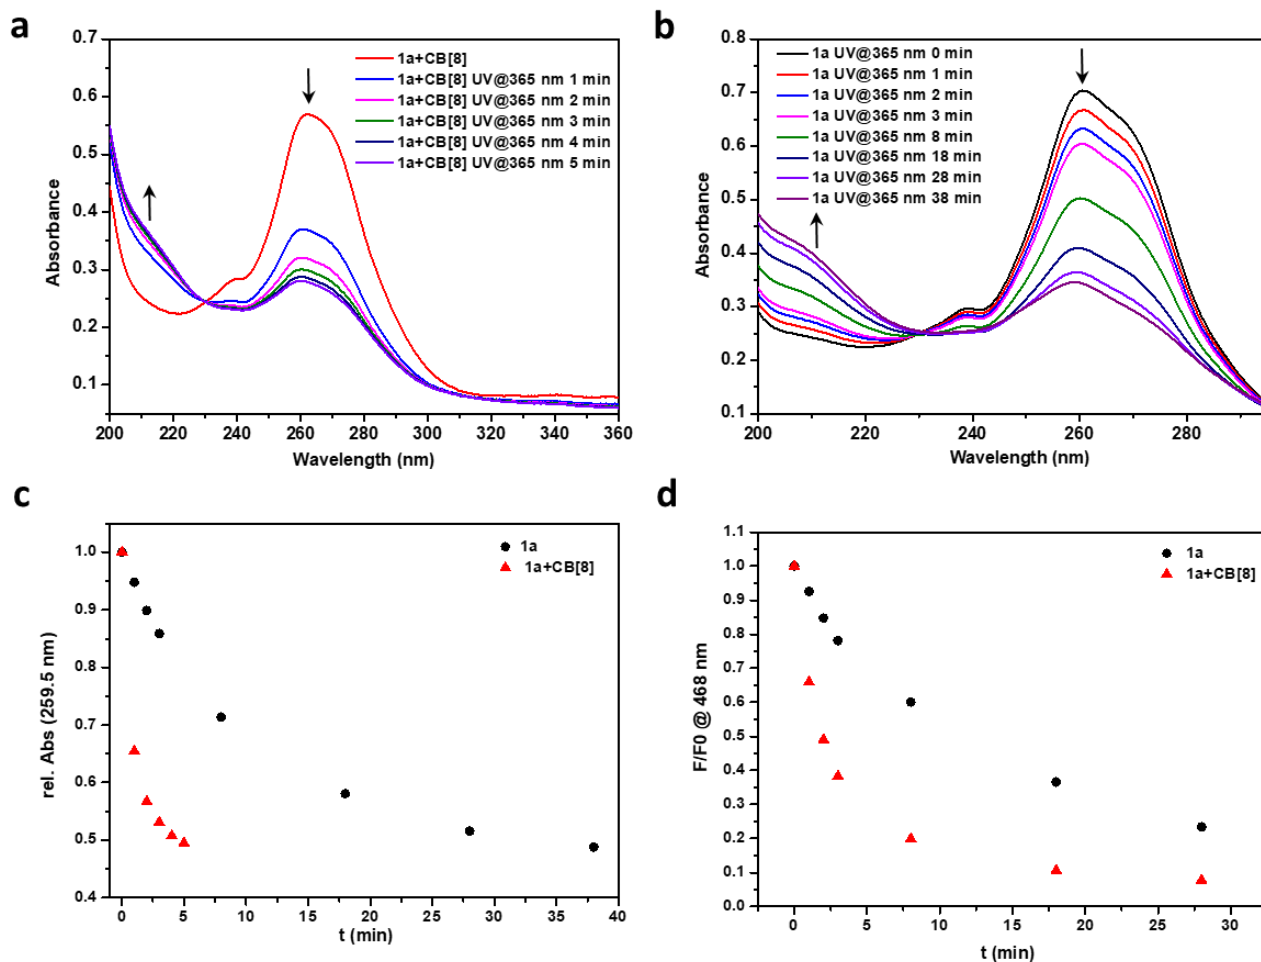 a
0.7
0.6
0.5
0.4
0.3
0.2
0.1
200 220 240 260 280 300 320 340 360
Absorbance
Wavelength (nm)
1a+CB[8]
1a+CB[8] UV@365 nm 1 min
1a+CB[8] UV@365 nm 2 min
1a+CB[8] UV@365 nm 3 min
1a+CB[8] UV@365 nm 4 min
1a+CB[8] UV@365 nm 5 min
b
0.8
0.7
0.6
0.5
0.4
0.3
0.2
0.1
200 220 240 260 280
Absorbance
Wavelength (nm)
1a UV@365 nm 0 min
1a UV@365 nm 1 min
1a UV@365 nm 2 min
1a UV@365 nm 3 min
1a UV@365 nm 8 min
1a UV@365 nm 18 min
1a UV@365 nm 28 min
1a UV@365 nm 38 min
c
1.0
0.9
0.8
0.7
0.6
0.5
0.4
0 5 10 15 20 25 30 35 40
rel. Abs (259.5 nm)
t (min)
1a
1a+CB[8]
d
1.1
1.0
0.9
0.8
0.7
0.6
0.5
0.4
0.3
0.2
0.1
0.0
0 5 10 15 20 25 30
F/F0 @ 468 nm
t (min)
1a
1a+CB[8]